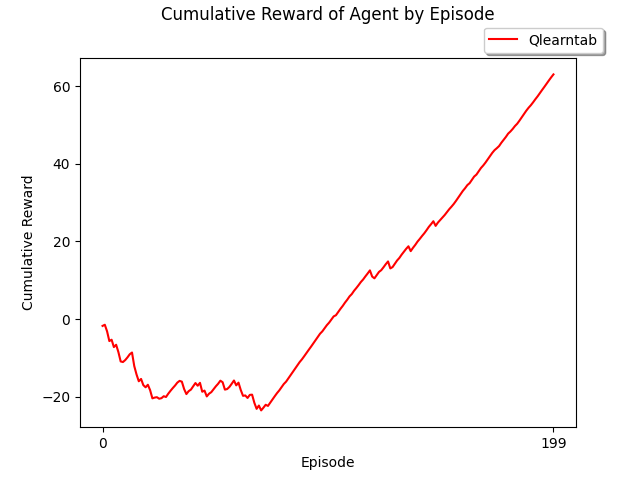 Cumulative Reward of Agent by Episode
Qlearntab
60
40
20
0
−20
Cumulative Reward
0
199
Episode